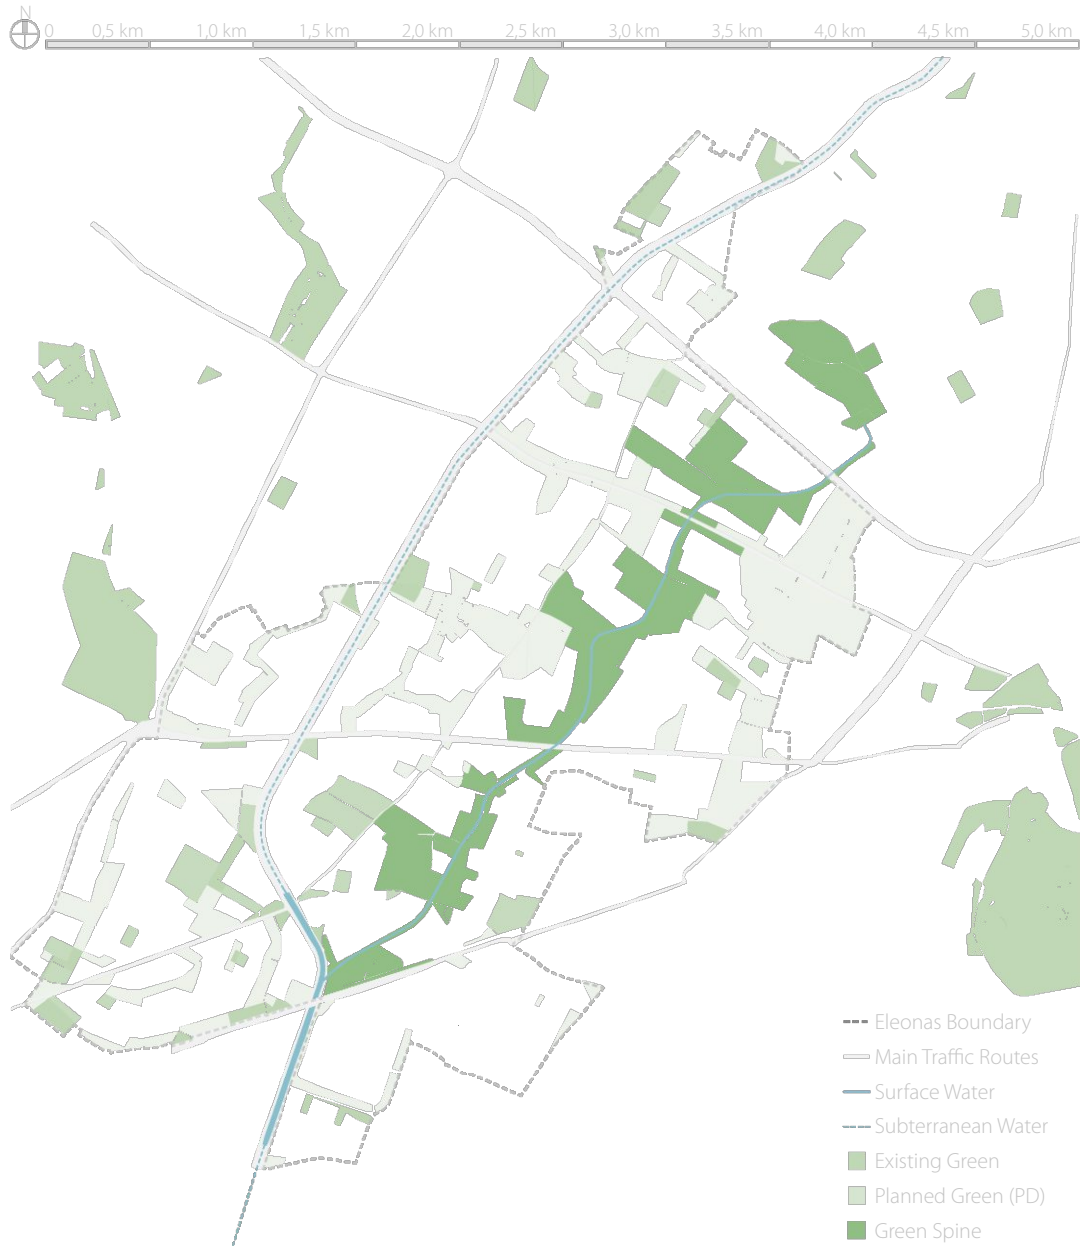 N
0 0,5 km 1,0 km 1,5 km 2,0 km 2,5 km 3,0 km 3,5 km 4,0 km 4,5 km 5,0 km
Eleonas Boundary
Main Traffic Routes
Surface Water
Subterranean Water
Existing Green
Planned Green (PD)
Green Spine